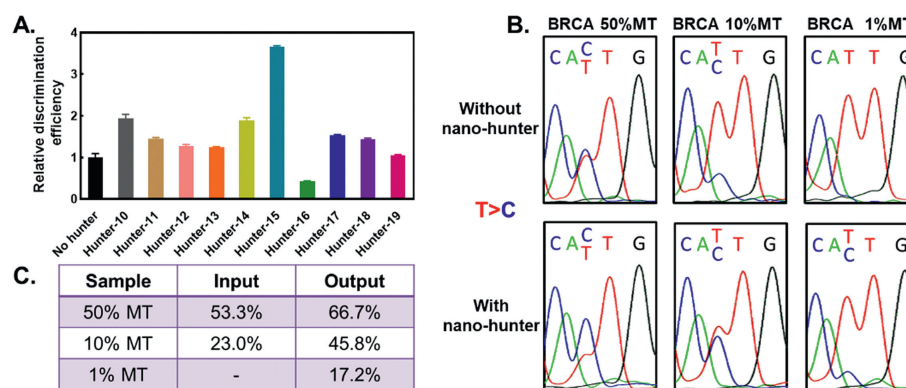 A.
Relative discrimination
efficiency
4
3
2
1
0
No hunter
Hunter-10
Hunter-11
Hunter-12
Hunter-13
Hunter-14
Hunter-15
Hunter-16
Hunter-17
Hunter-18
Hunter-19
B.
BRCA 50%MT
BRCA 10%MT
BRCA 1%MT
Without
nano-hunter
C A C T T G
C A T C T G
C A T T G
T>C
With
nano-hunter
C A C T T G
C A T C T G
C A T C T G
C.
Sample Input Output
50% MT 53.3% 66.7%
10% MT 23.0% 45.8%
1% MT - 17.2%